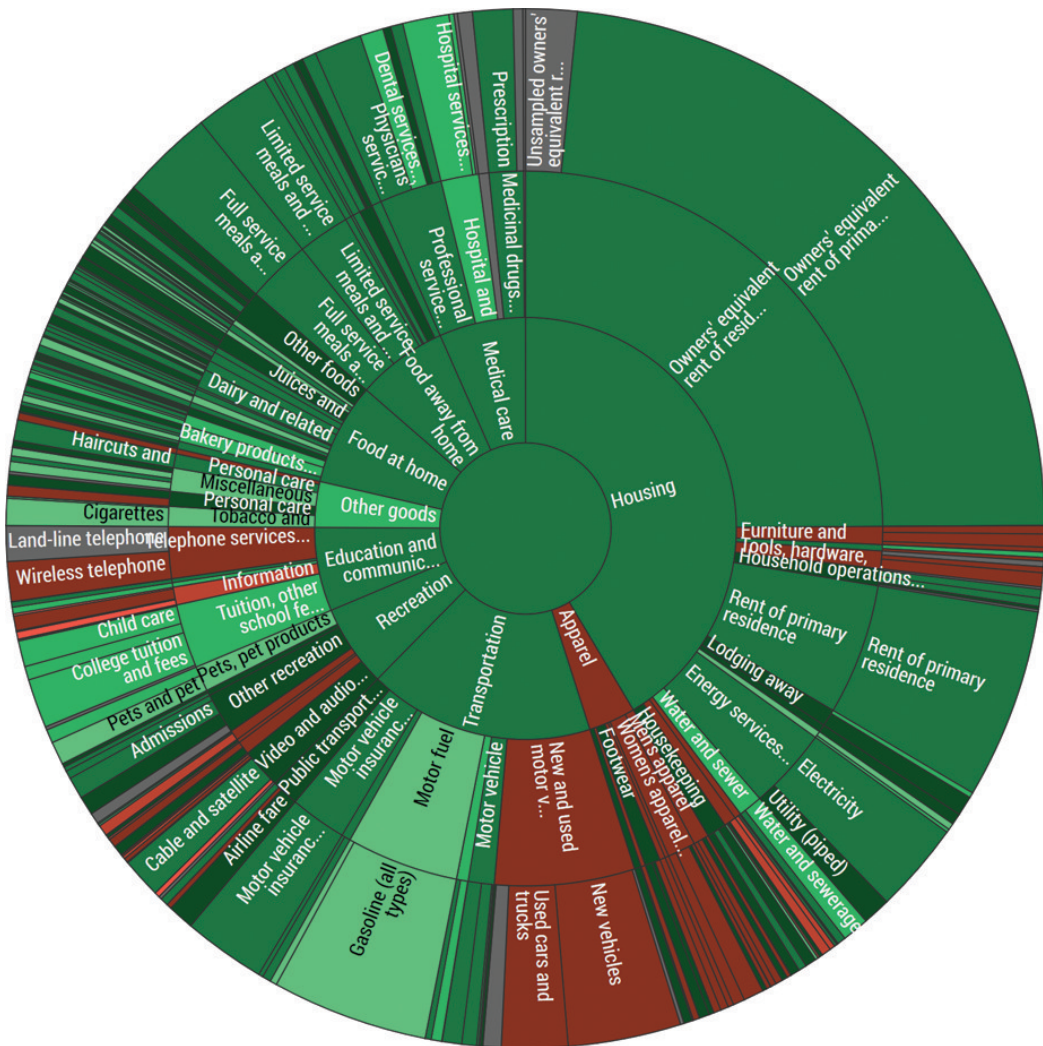 Housing
Apparel
Transportation
Recreation
Education and
communic...
Other goods
Food at home
Food away from
home
Medical care
Owners' equivalent
rent of resid...
Furniture and
Tools, hardware,
Household operations...
Rent of primary
residence
Lodging away
Energy services...
Water and sewer
Housekeeping
Men's apparel
Women's apparel...
Footwear
New and used
motor v...
Motor vehicle
Motor fuel
Motor vehicle
insuranc...
Public transport...
Video and audio...
Other recreation
Pets, pet products
Tuition, other
school fe...
Information
Telephone services...
Tobacco and
Personal care
Miscellaneous
Personal care
Bakery products...
Dairy and related
Juices and
Other foods
Full service
meals a...
Limited service
meals and ...
Professional
service...
Hospital and
Medicinal drugs...
Unsampled owners'
equivalent r...
Owners' equivalent
rent of prima...
Rent of primary
residence
Electricity
Utility (piped)
Water and sewerage
New vehicles
Used cars and
trucks
Gasoline (all
types)
Motor vehicle
insuranc...
Airline fare
Cable and satellite
Admissions
Pets and pet
College tuition
and fees
Child care
Wireless telephone
Land-line telephone
Cigarettes
Haircuts and
Full service
meals a...
Limited service
meals and ...
Physicians
servic...
Dental services...
Hospital services...
Prescription